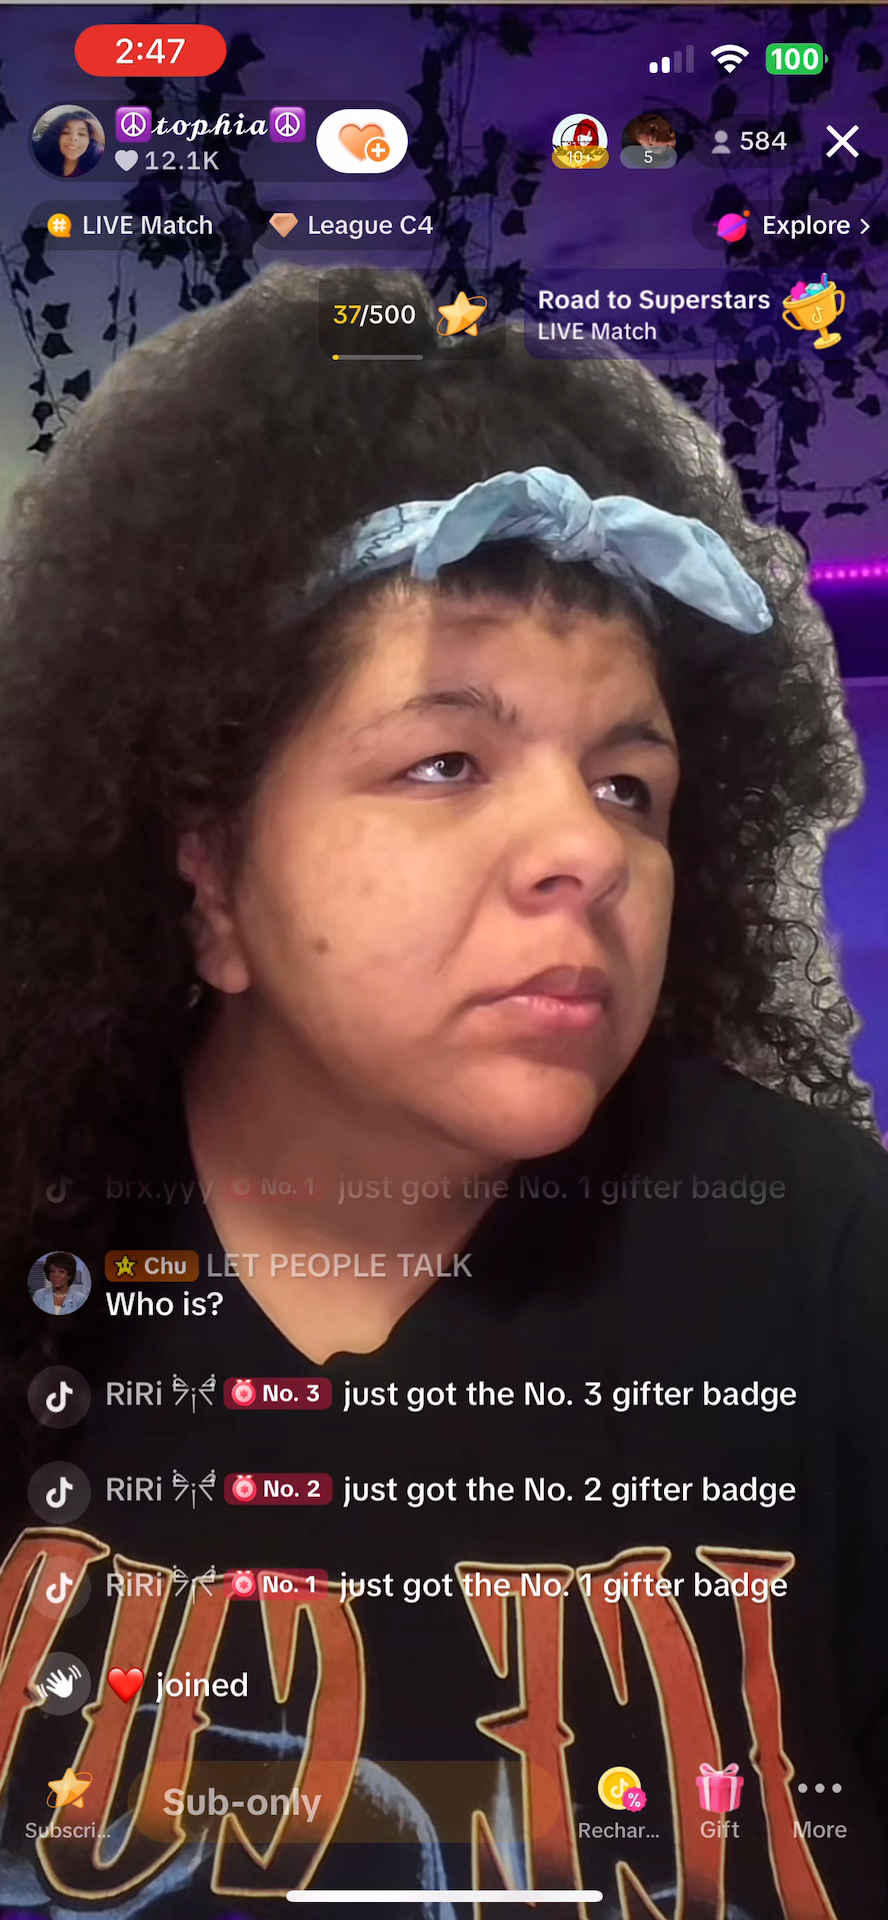 2:47
100
☮️𝓽𝓸𝓹𝓱𝓲𝓪☮️
12.1K
10+
5
584
LIVE Match
League C4
Explore >
37/500
Road to Superstars
LIVE Match
brx.yyy No. 1 just got the No. 1 gifter badge
Chu LET PEOPLE TALK
Who is?
RiRi No. 3 just got the No. 3 gifter badge
RiRi No. 2 just got the No. 2 gifter badge
RiRi No. 1 just got the No. 1 gifter badge
❤️ joined
Sub-only
Subscri...
Rechar...
Gift
More